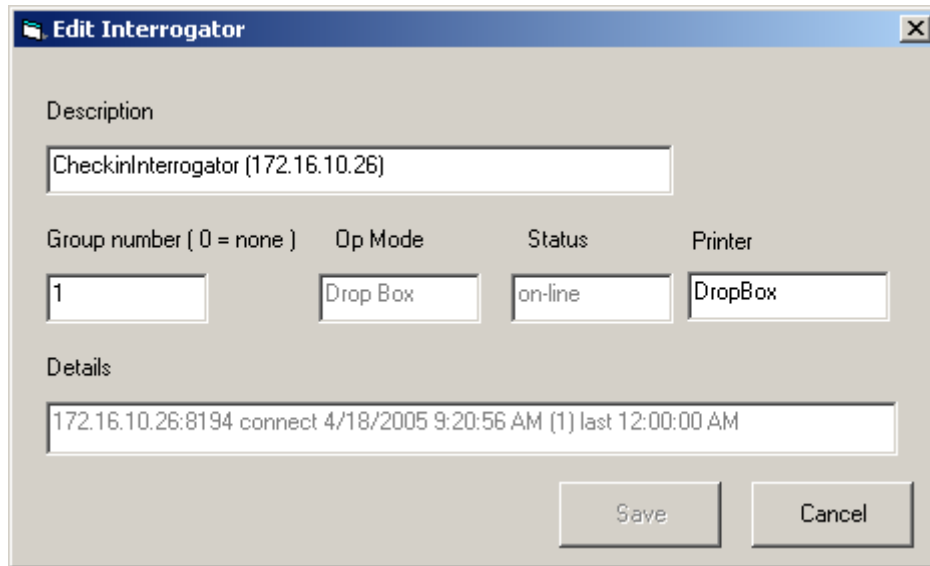 Edit Interrogator
Description
CheckinInterrogator (172.16.10.26)
Group number ( 0 = none ) Op Mode Status Printer
1 Drop Box on-line DropBox
Details
172.16.10.26:8194 connect 4/18/2005 9:20:56 AM (1) last 12:00:00 AM
Save Cancel